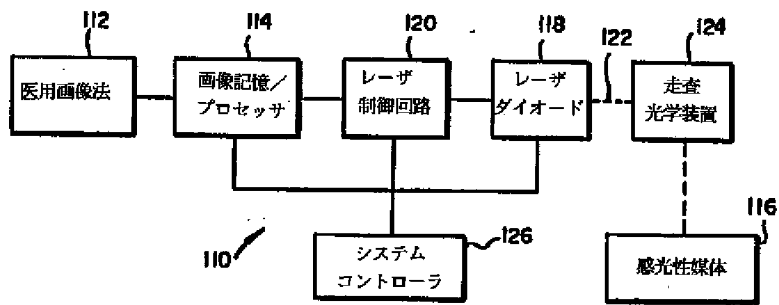 112
114
120
118
122
124
医用画像法
画像記憶／
プロセッサ
レーザ
制御回路
レーザ
ダイオード
走査
光学装置
110
システム
コントローラ
126
116
感光性媒体